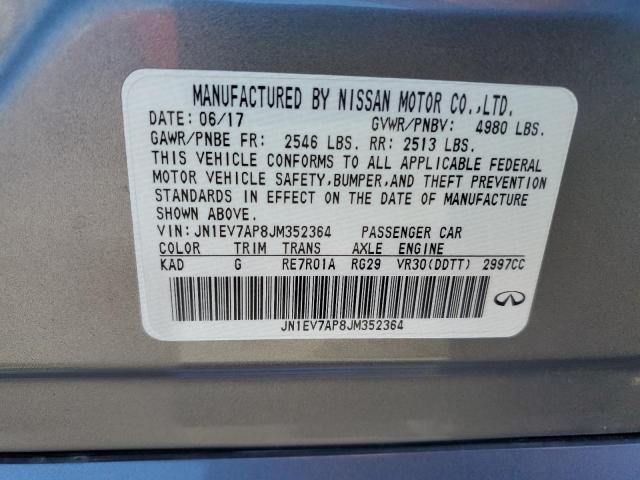 MANUFACTURED BY NISSAN MOTOR CO.,LTD.
DATE: 06/17 GVWR/PNBV: 4980 LBS.
GAWR/PNBE FR: 2546 LBS. RR: 2513 LBS.
THIS VEHICLE CONFORMS TO ALL APPLICABLE FEDERAL
MOTOR VEHICLE SAFETY,BUMPER,AND THEFT PREVENTION
STANDARDS IN EFFECT ON THE DATE OF MANUFACTURE
SHOWN ABOVE.
VIN: JN1EV7AP8JM352364 PASSENGER CAR
COLOR TRIM TRANS AXLE ENGINE
KAD G RE7R01A RG29 VR30(DDTT) 2997CC
JN1EV7AP8JM352364